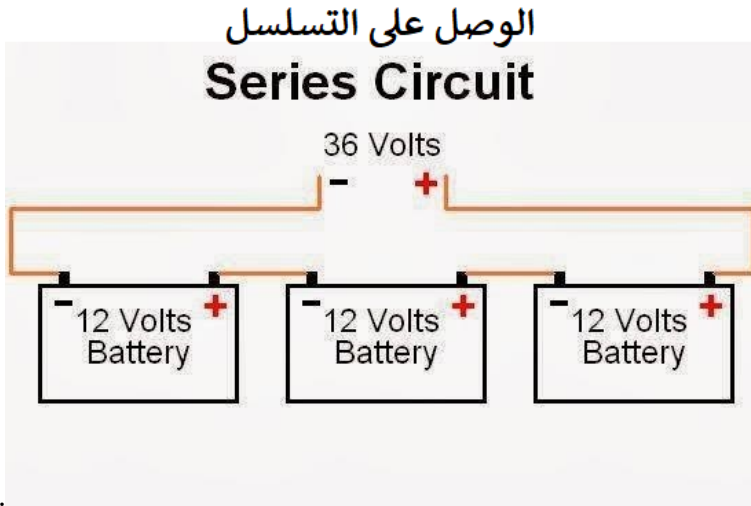 الوصل على التسلسل
Series Circuit
36 Volts
- +
- + - + - +
12 Volts 12 Volts 12 Volts
Battery Battery Battery
.